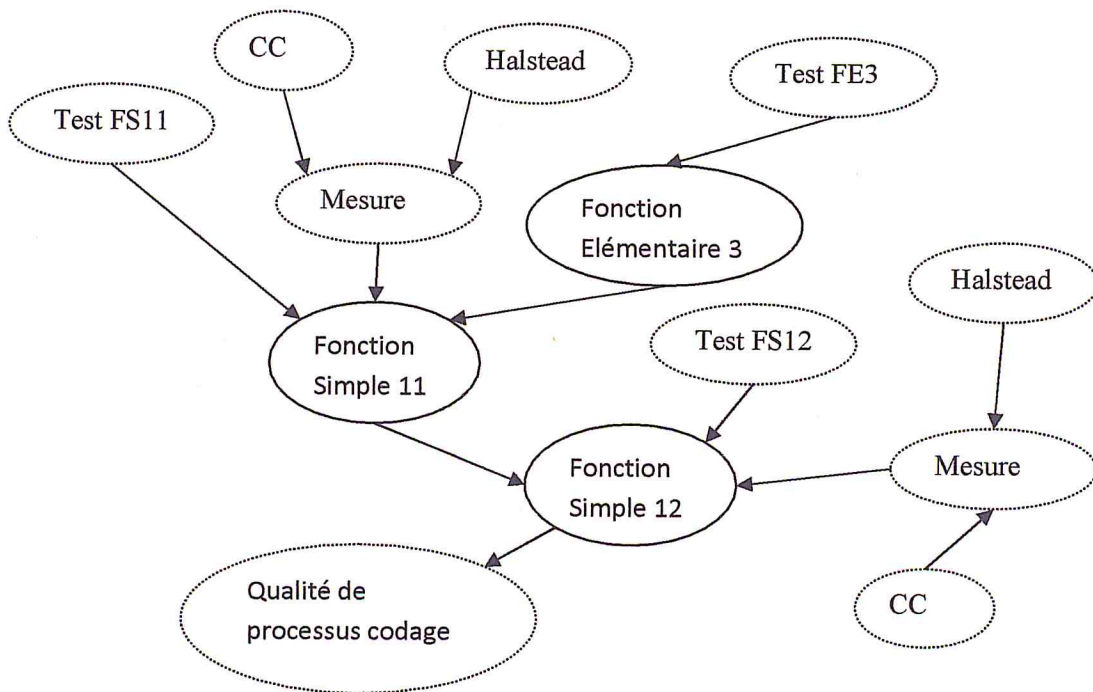 CC
Halstead
Test FE3
Test FS11
Mesure
Fonction
Elémentaire 3
Halstead
Fonction
Simple 11
Test FS12
Fonction
Simple 12
Mesure
Qualité de
processus codage
CC